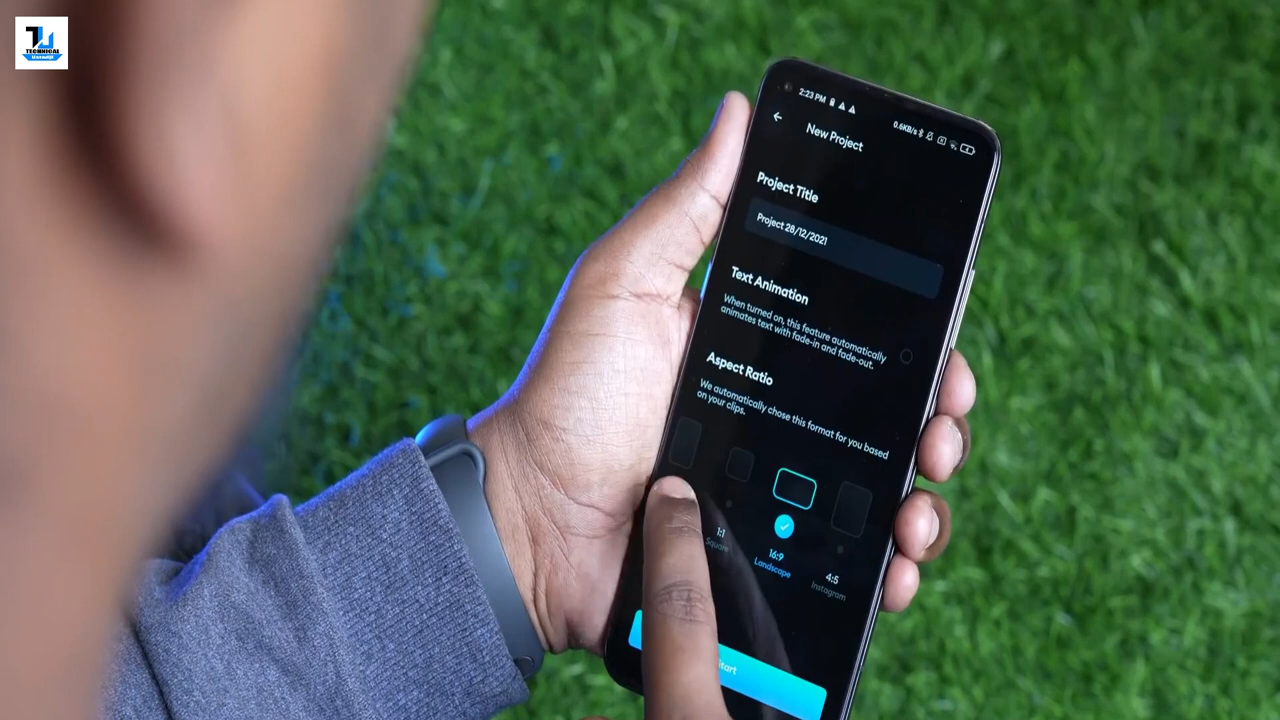 TECHNICAL
2:23 PM
0.6KB/s
New Project
Project Title
Project 28/12/2021
Text Animation
When turned on, this feature automatically
animates text with fade-in and fade-out.
Aspect Ratio
We automatically chose this format for you based
on your clips.
1:1
Square
16:9
Landscape
4:5
Instagram